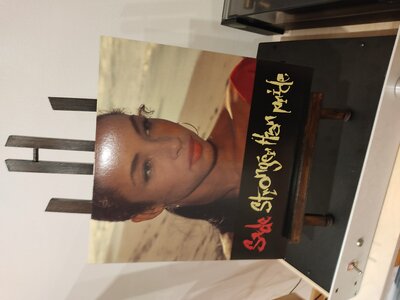 Sade Stronger than pride.